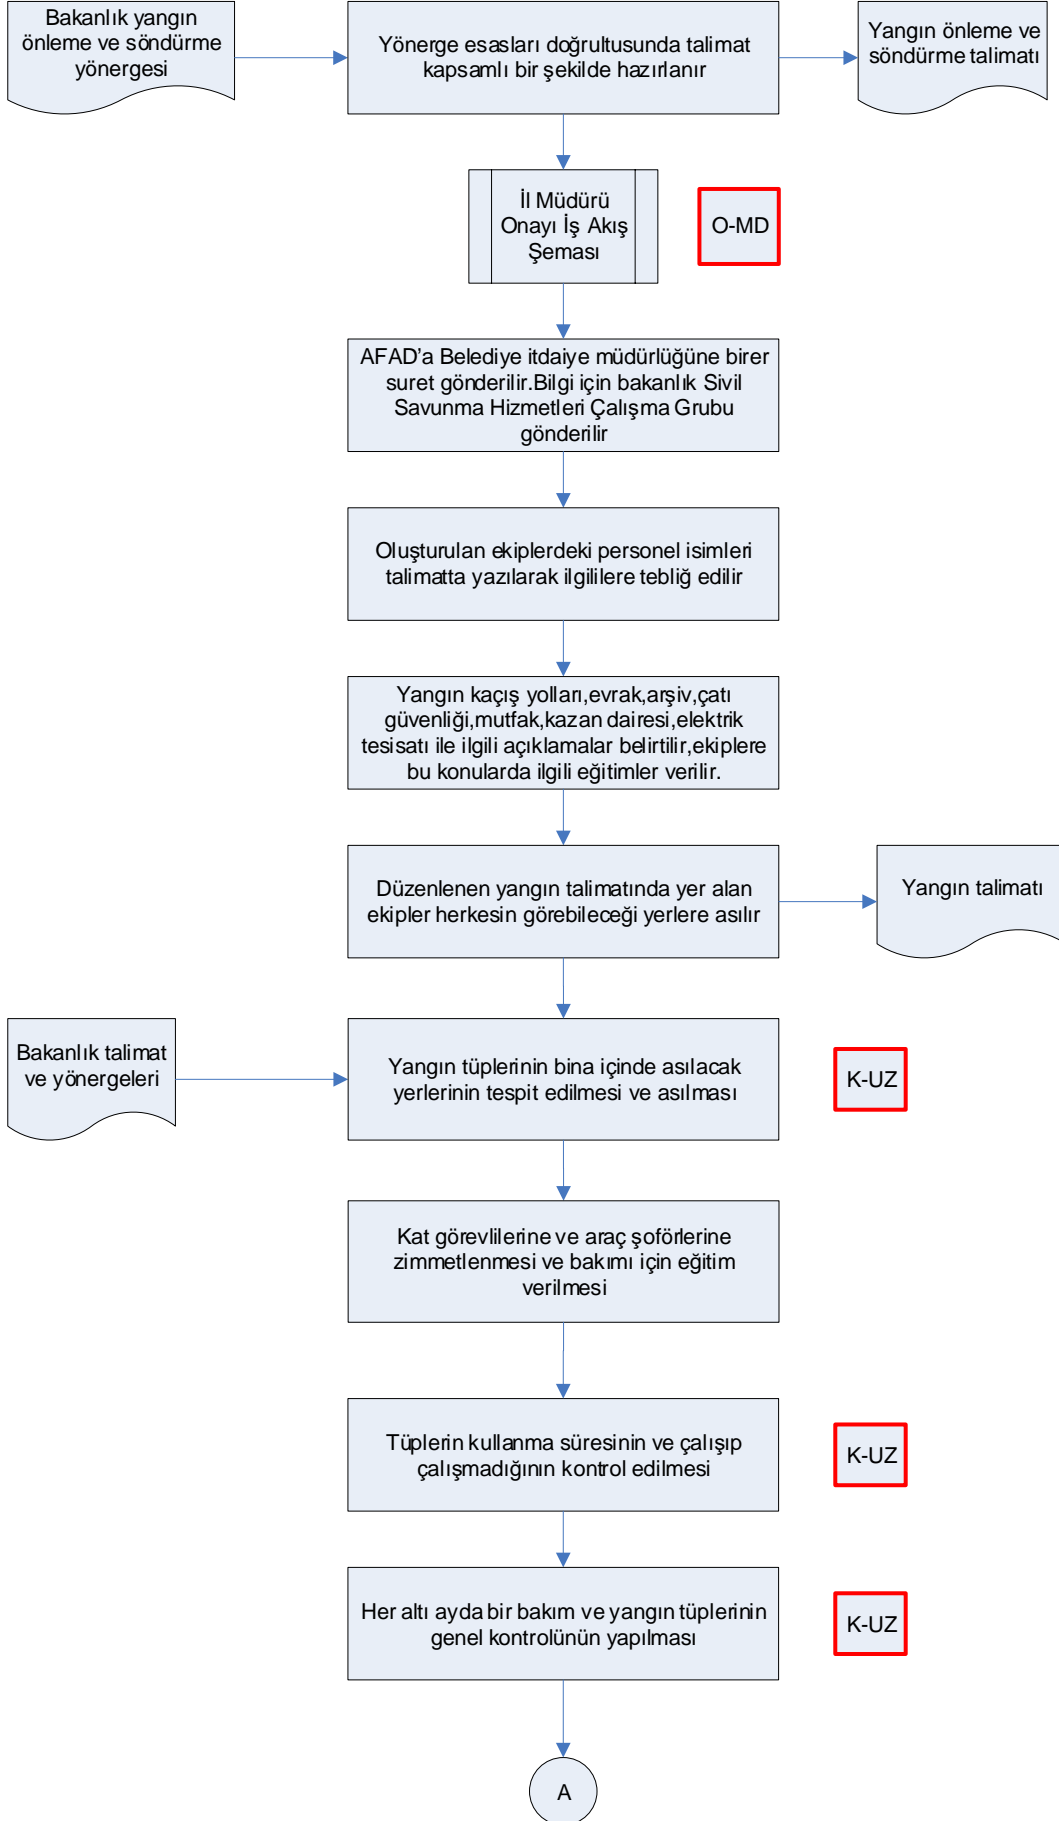 Bakanlık yangın
önleme ve söndürme
yönergesi
Yönerge esasları doğrultusunda talimat
kapsamlı bir şekilde hazırlanır
Yangın önleme ve
söndürme talimatı
İl Müdürü
Onayı İş Akış
Şeması
O-MD
AFAD’a Belediye itdaiye müdürlüğüne birer
suret gönderilir.Bilgi için bakanlık Sivil
Savunma Hizmetleri Çalışma Grubu
gönderilir
Oluşturulan ekiplerdeki personel isimleri
talimatta yazılarak ilgililere tebliğ edilir
Yangın kaçış yolları,evrak,arşiv,çatı
güvenliği,mutfak,kazan dairesi,elektrik
tesisatı ile ilgili açıklamalar belirtilir,ekiplere
bu konularda ilgili eğitimler verilir.
Düzenlenen yangın talimatında yer alan
ekipler herkesin görebileceği yerlere asılır
Yangın talimatı
Bakanlık talimat
ve yönergeleri
Yangın tüplerinin bina içinde asılacak
yerlerinin tespit edilmesi ve asılması
K-UZ
Kat görevlilerine ve araç şoförlerine
zimmetlenmesi ve bakımı için eğitim
verilmesi
Tüplerin kullanma süresinin ve çalışıp
çalışmadığının kontrol edilmesi
K-UZ
Her altı ayda bir bakım ve yangın tüplerinin
genel kontrolünün yapılması
K-UZ
A